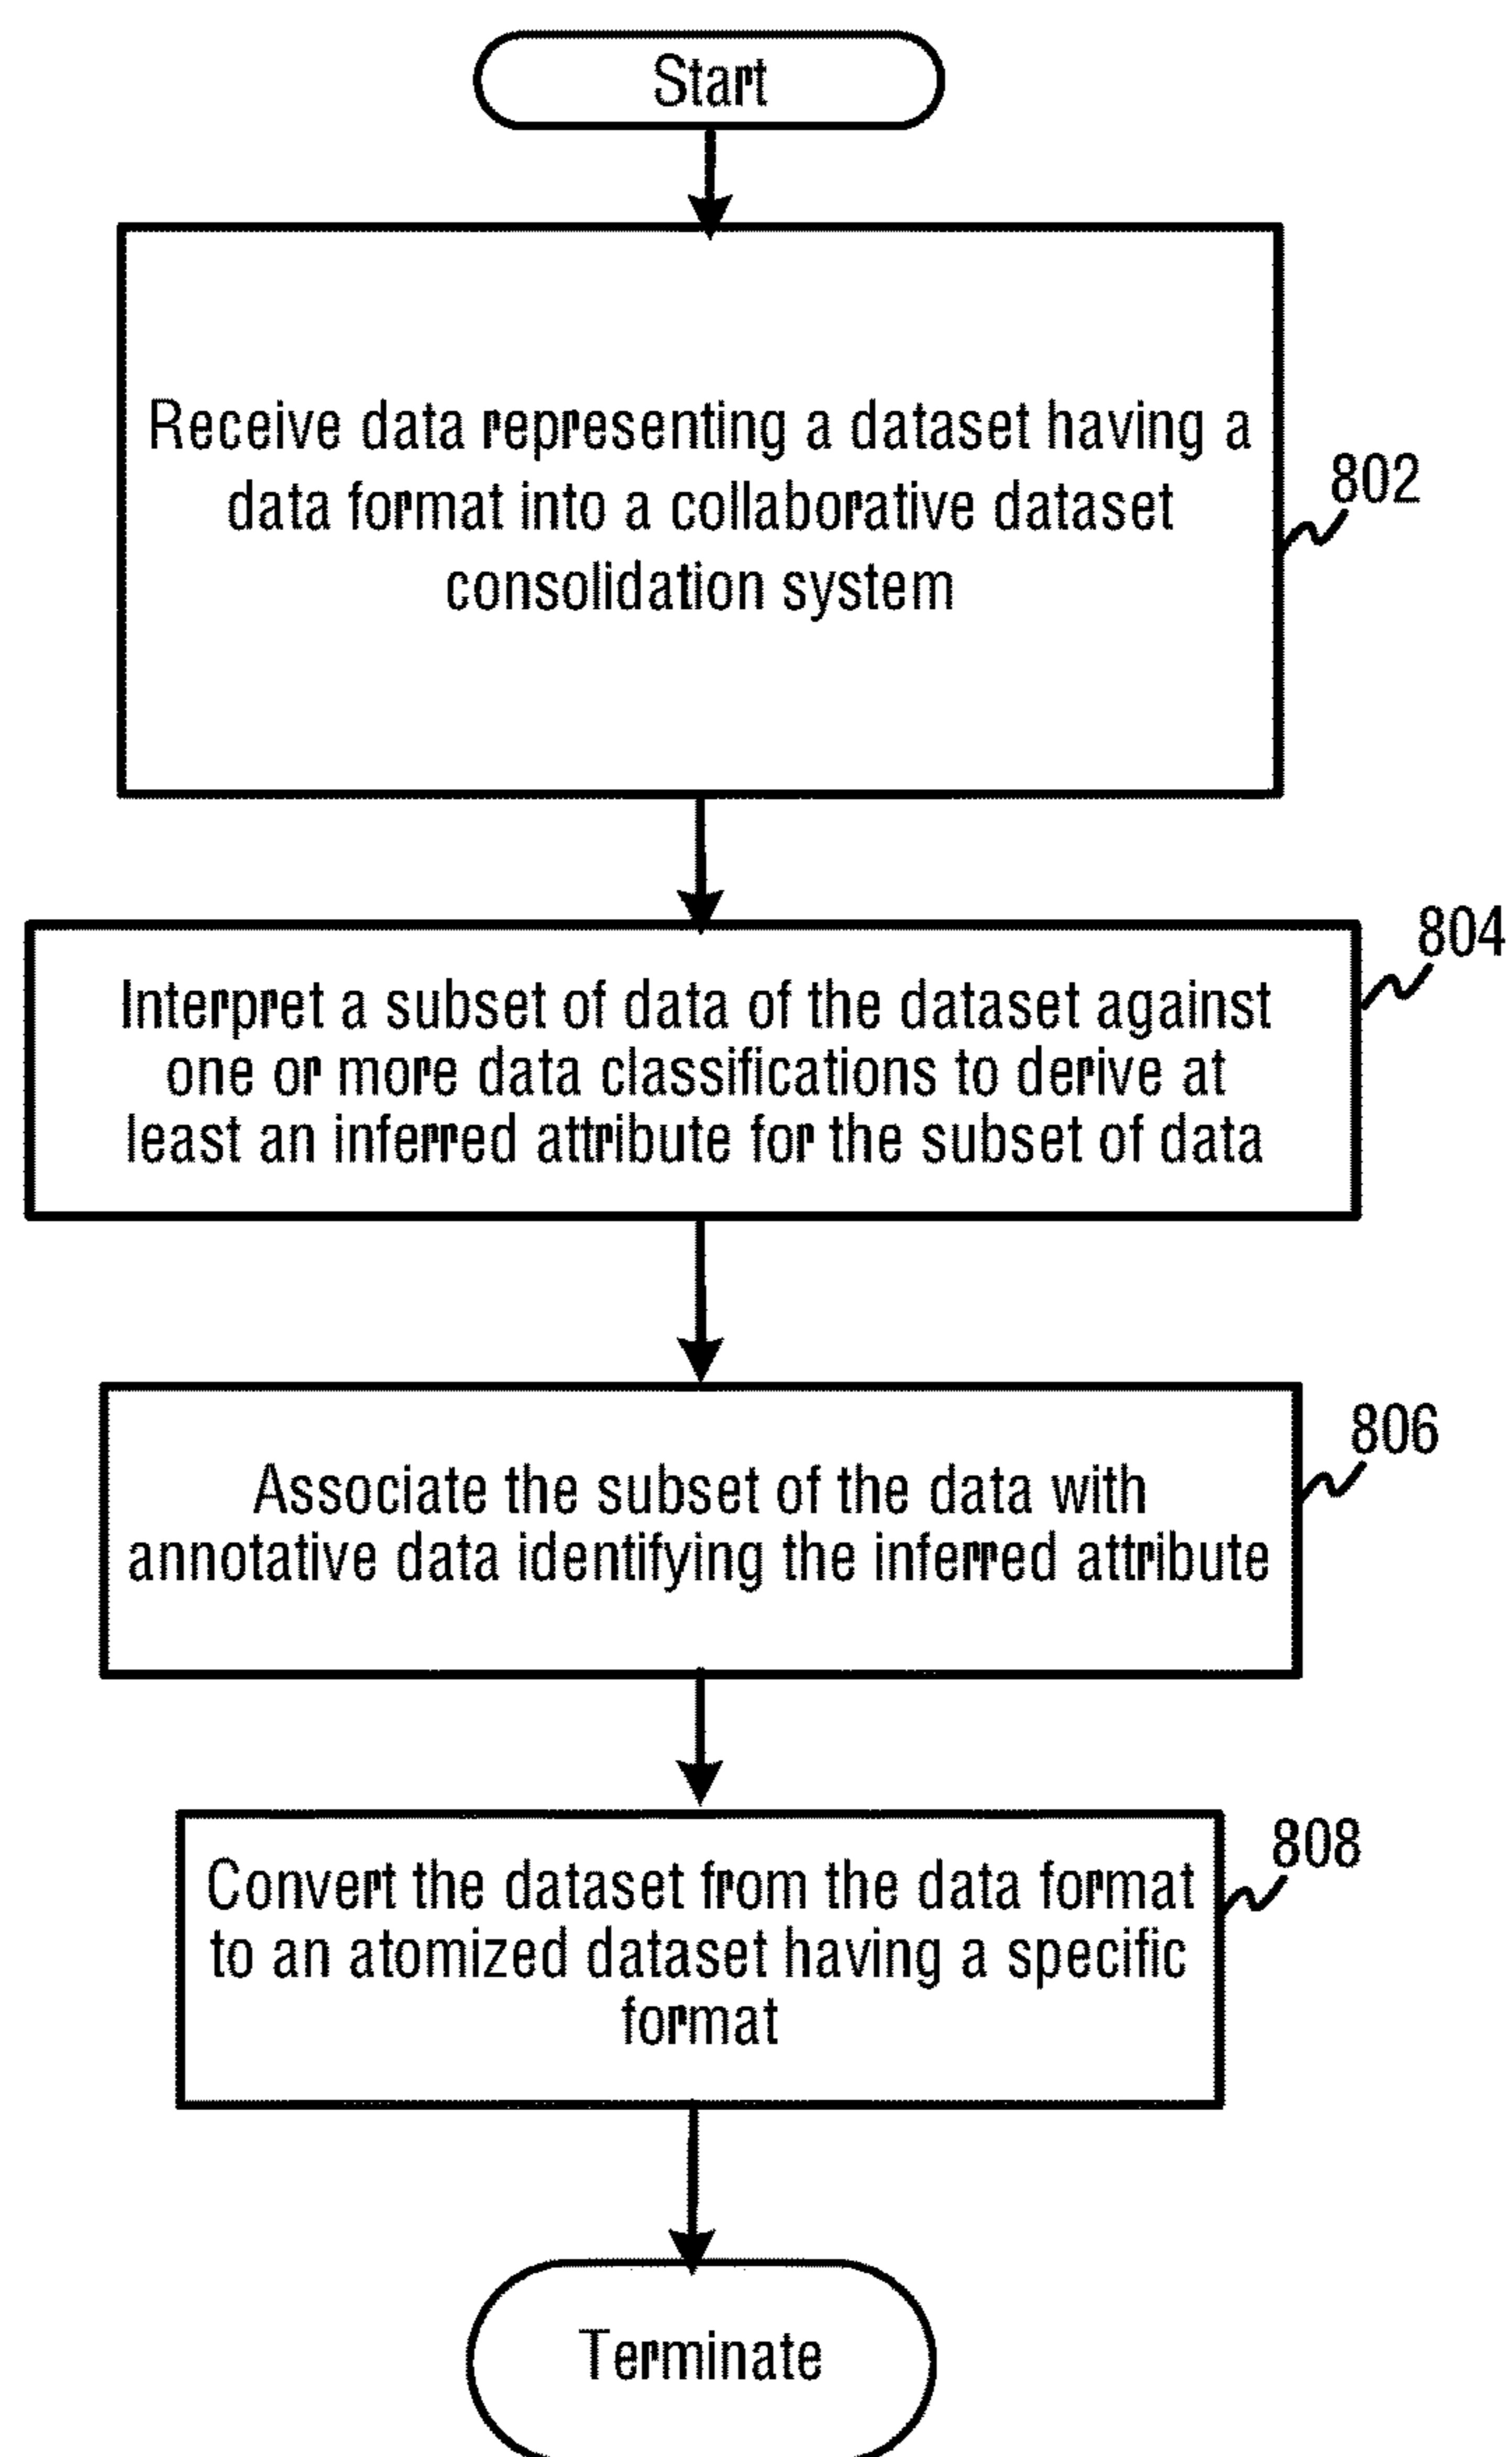 Start
Receive data representing a dataset having a
data format into a collaborative dataset
consolidation system
802
804
Interpret a subset of data of the dataset against
one or more data classifications to derive at
least an inferred attribute for the subset of data
806
Associate the subset of the data with
annotative data identifying the inferred attribute
808
Convert the dataset from the data format
to an atomized dataset having a specific
format
Terminate